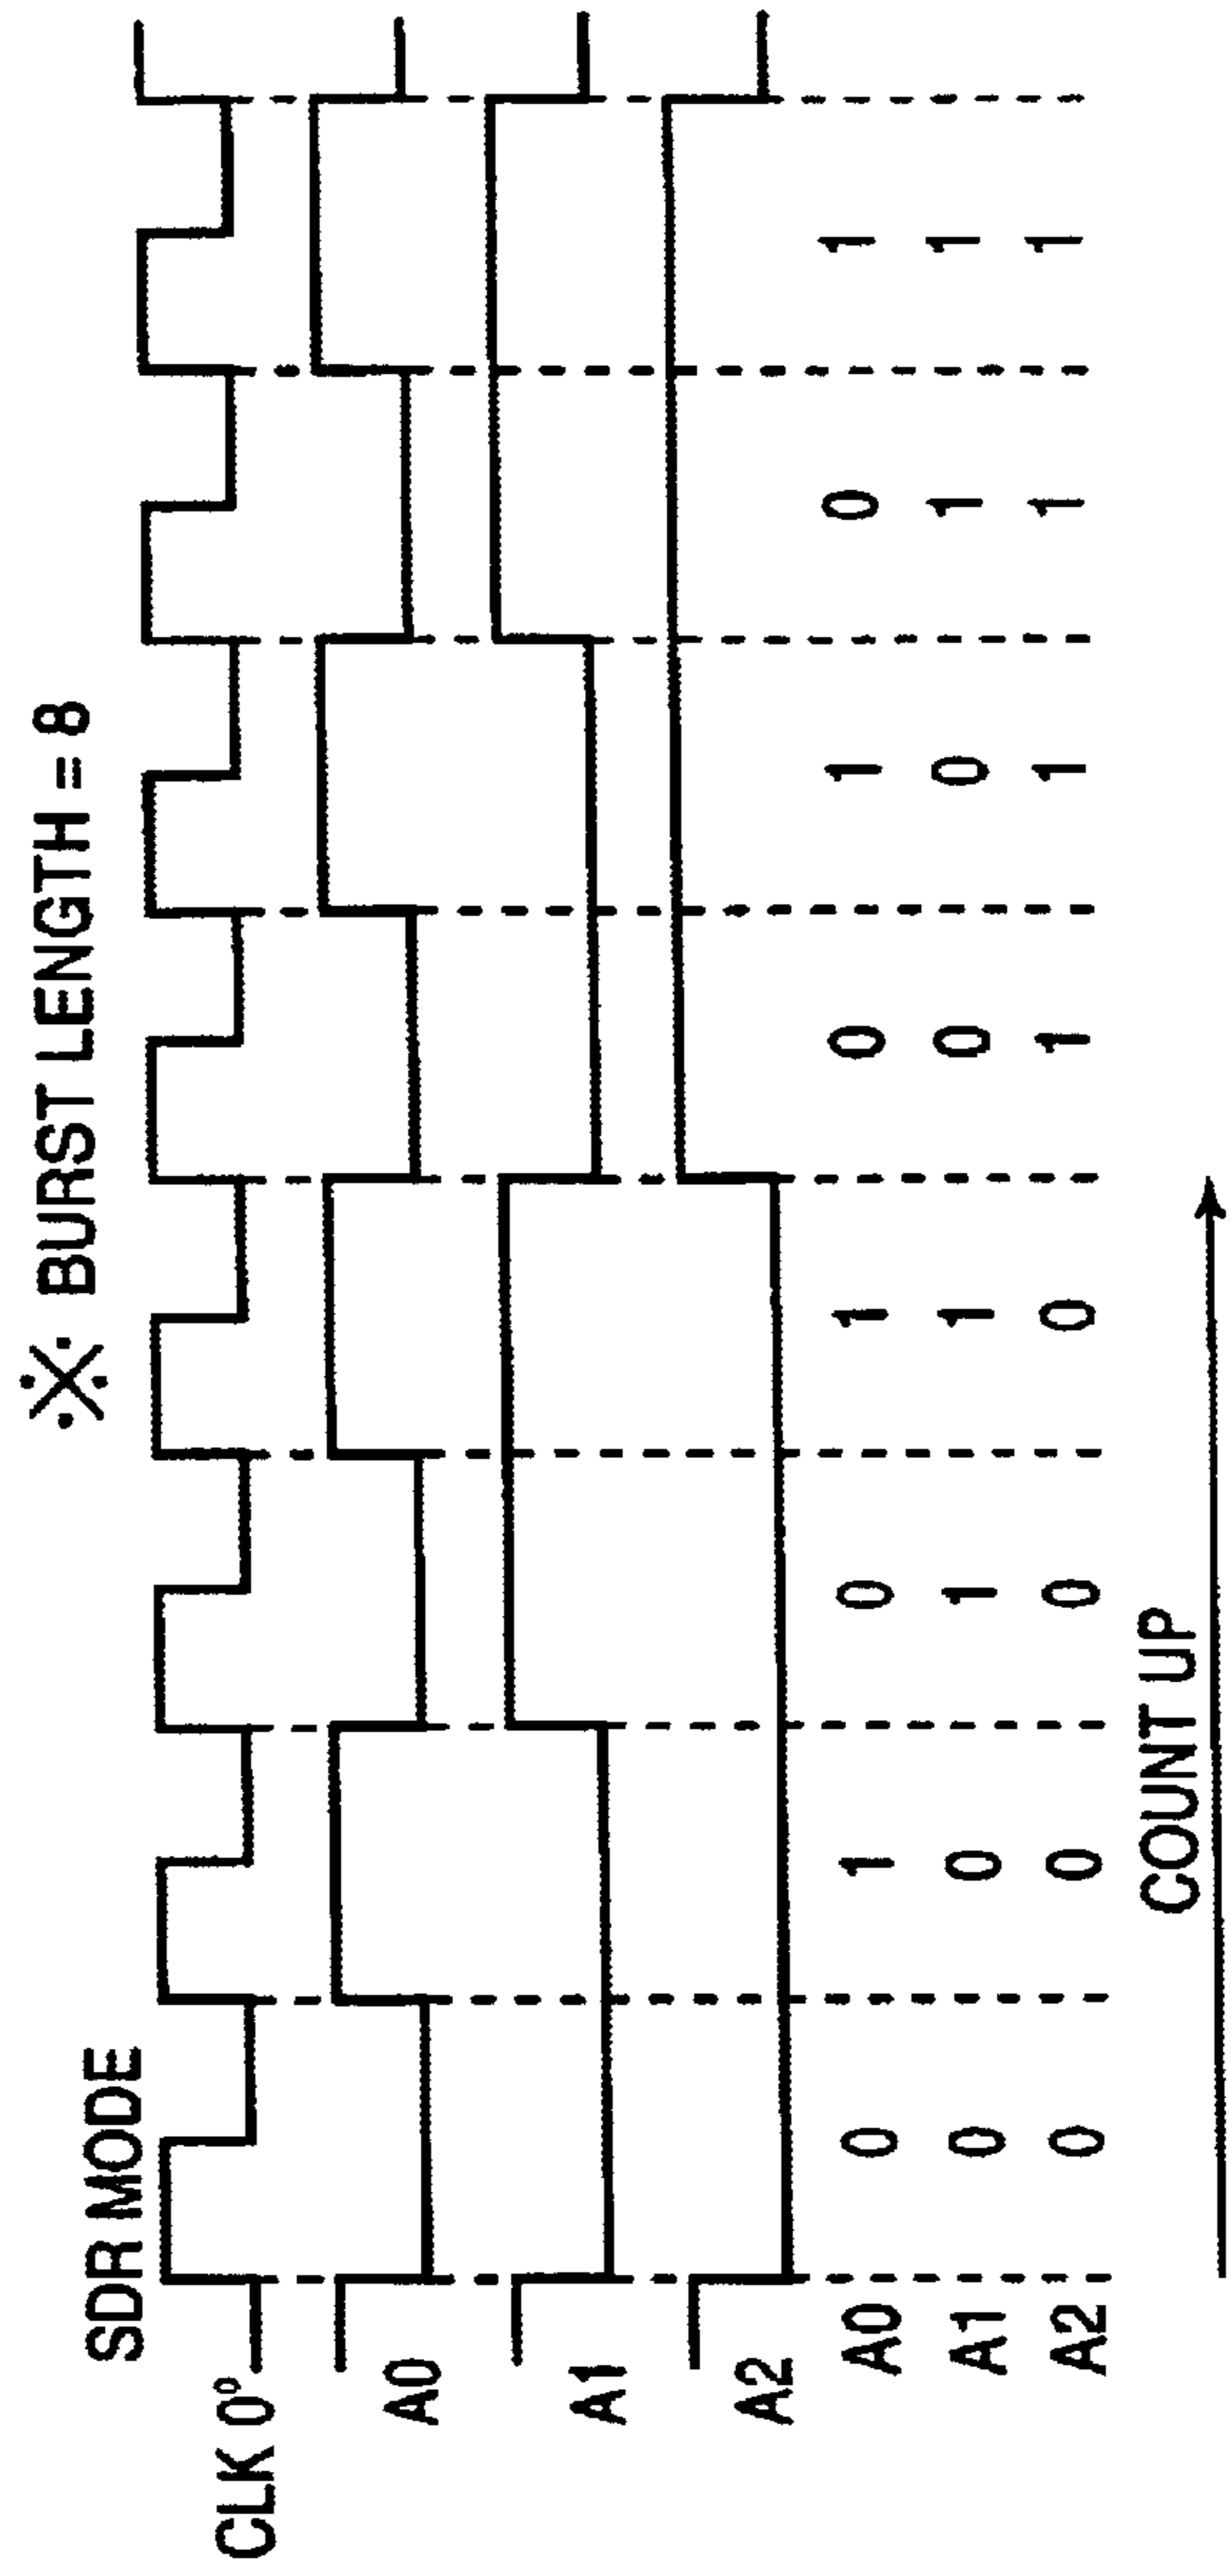 ※ BURST LENGTH = 8
SDR MODE
CLK 0°
A0
A1
A2
A0 0 1 0 1 0 1 0 1
A1 0 0 1 1 0 0 1 1
A2 0 0 0 0 1 1 1 1
COUNT UP